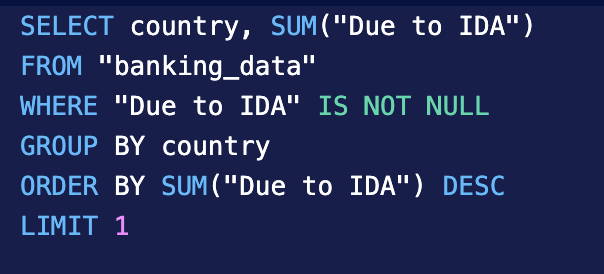 SELECT country, SUM("Due to IDA")
FROM "banking_data"
WHERE "Due to IDA" IS NOT NULL
GROUP BY country
ORDER BY SUM("Due to IDA") DESC
LIMIT 1